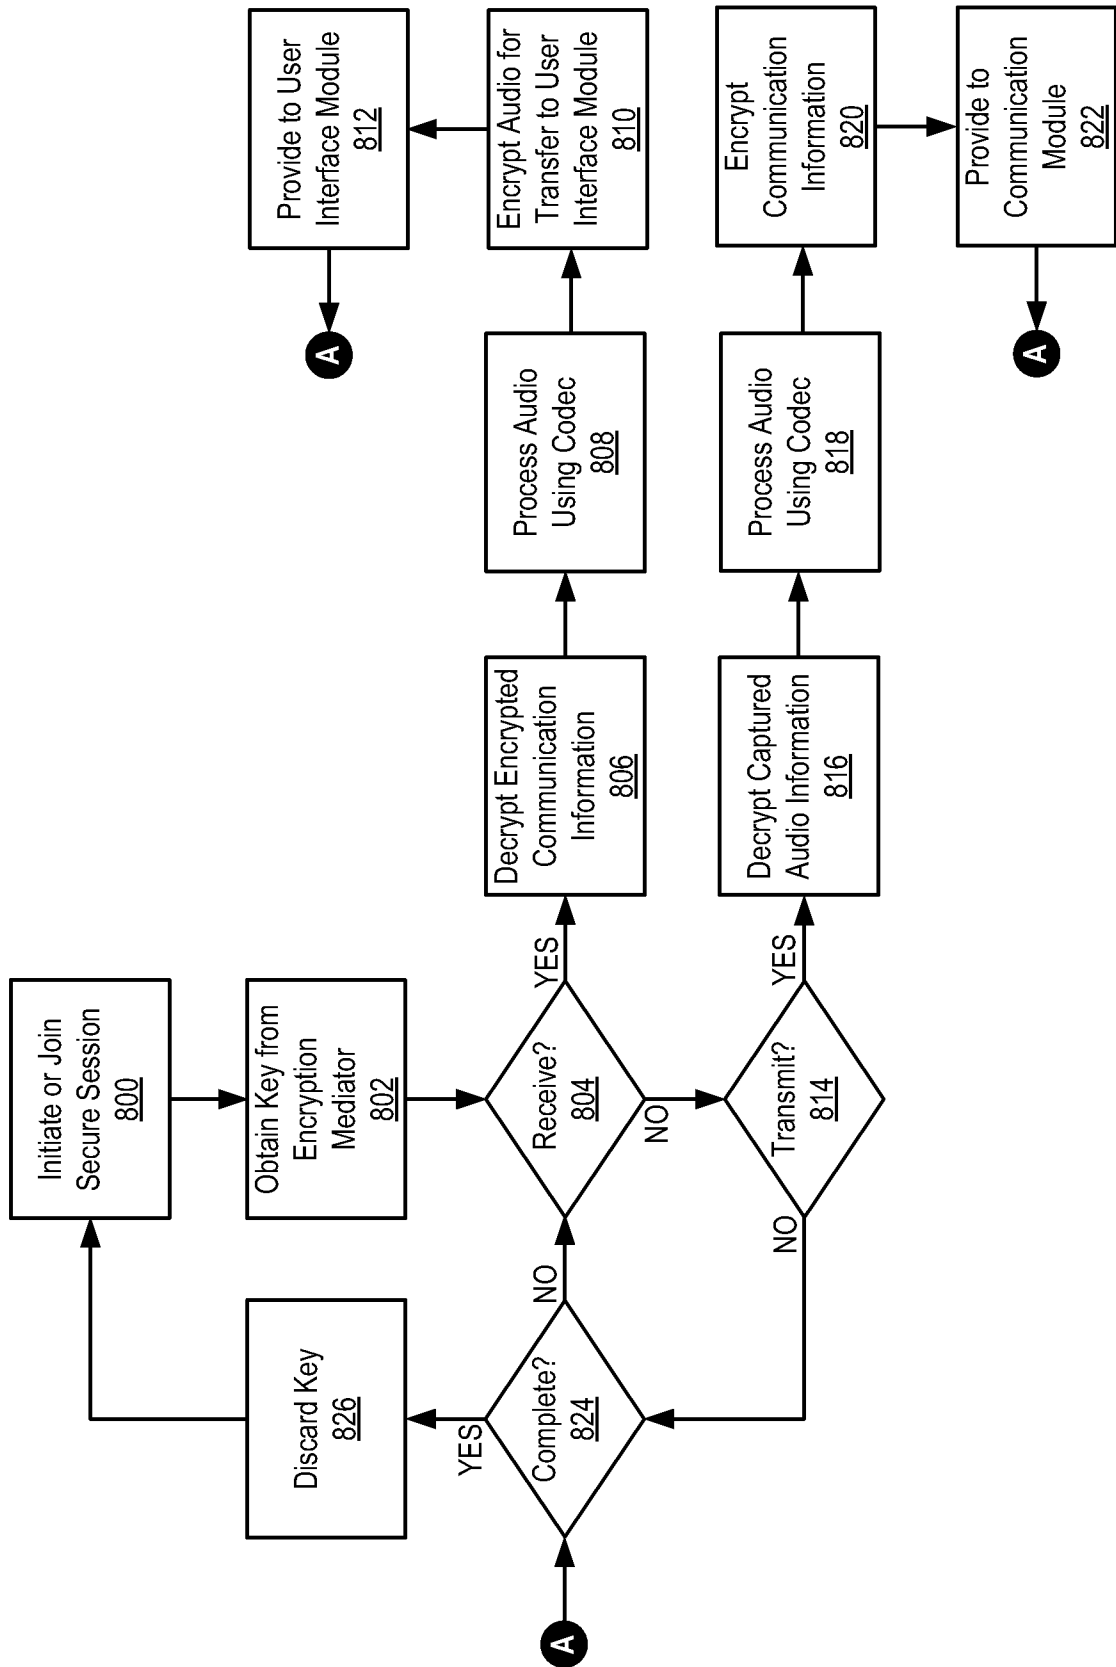 Initiate or Join
Secure Session
800
Obtain Key from
Encryption
Mediator
802
Receive?
804
YES
NO
Decrypt Encrypted
Communication
Information
806
Process Audio
Using Codec
808
Encrypt Audio for
Transfer to User
Interface Module
810
Provide to User
Interface Module
812
A
Transmit?
814
YES
NO
Decrypt Captured
Audio Information
816
Process Audio
Using Codec
818
Encrypt
Communication
Information
820
Provide to
Communication
Module
822
A
A
Complete?
824
NO
YES
Discard Key
826